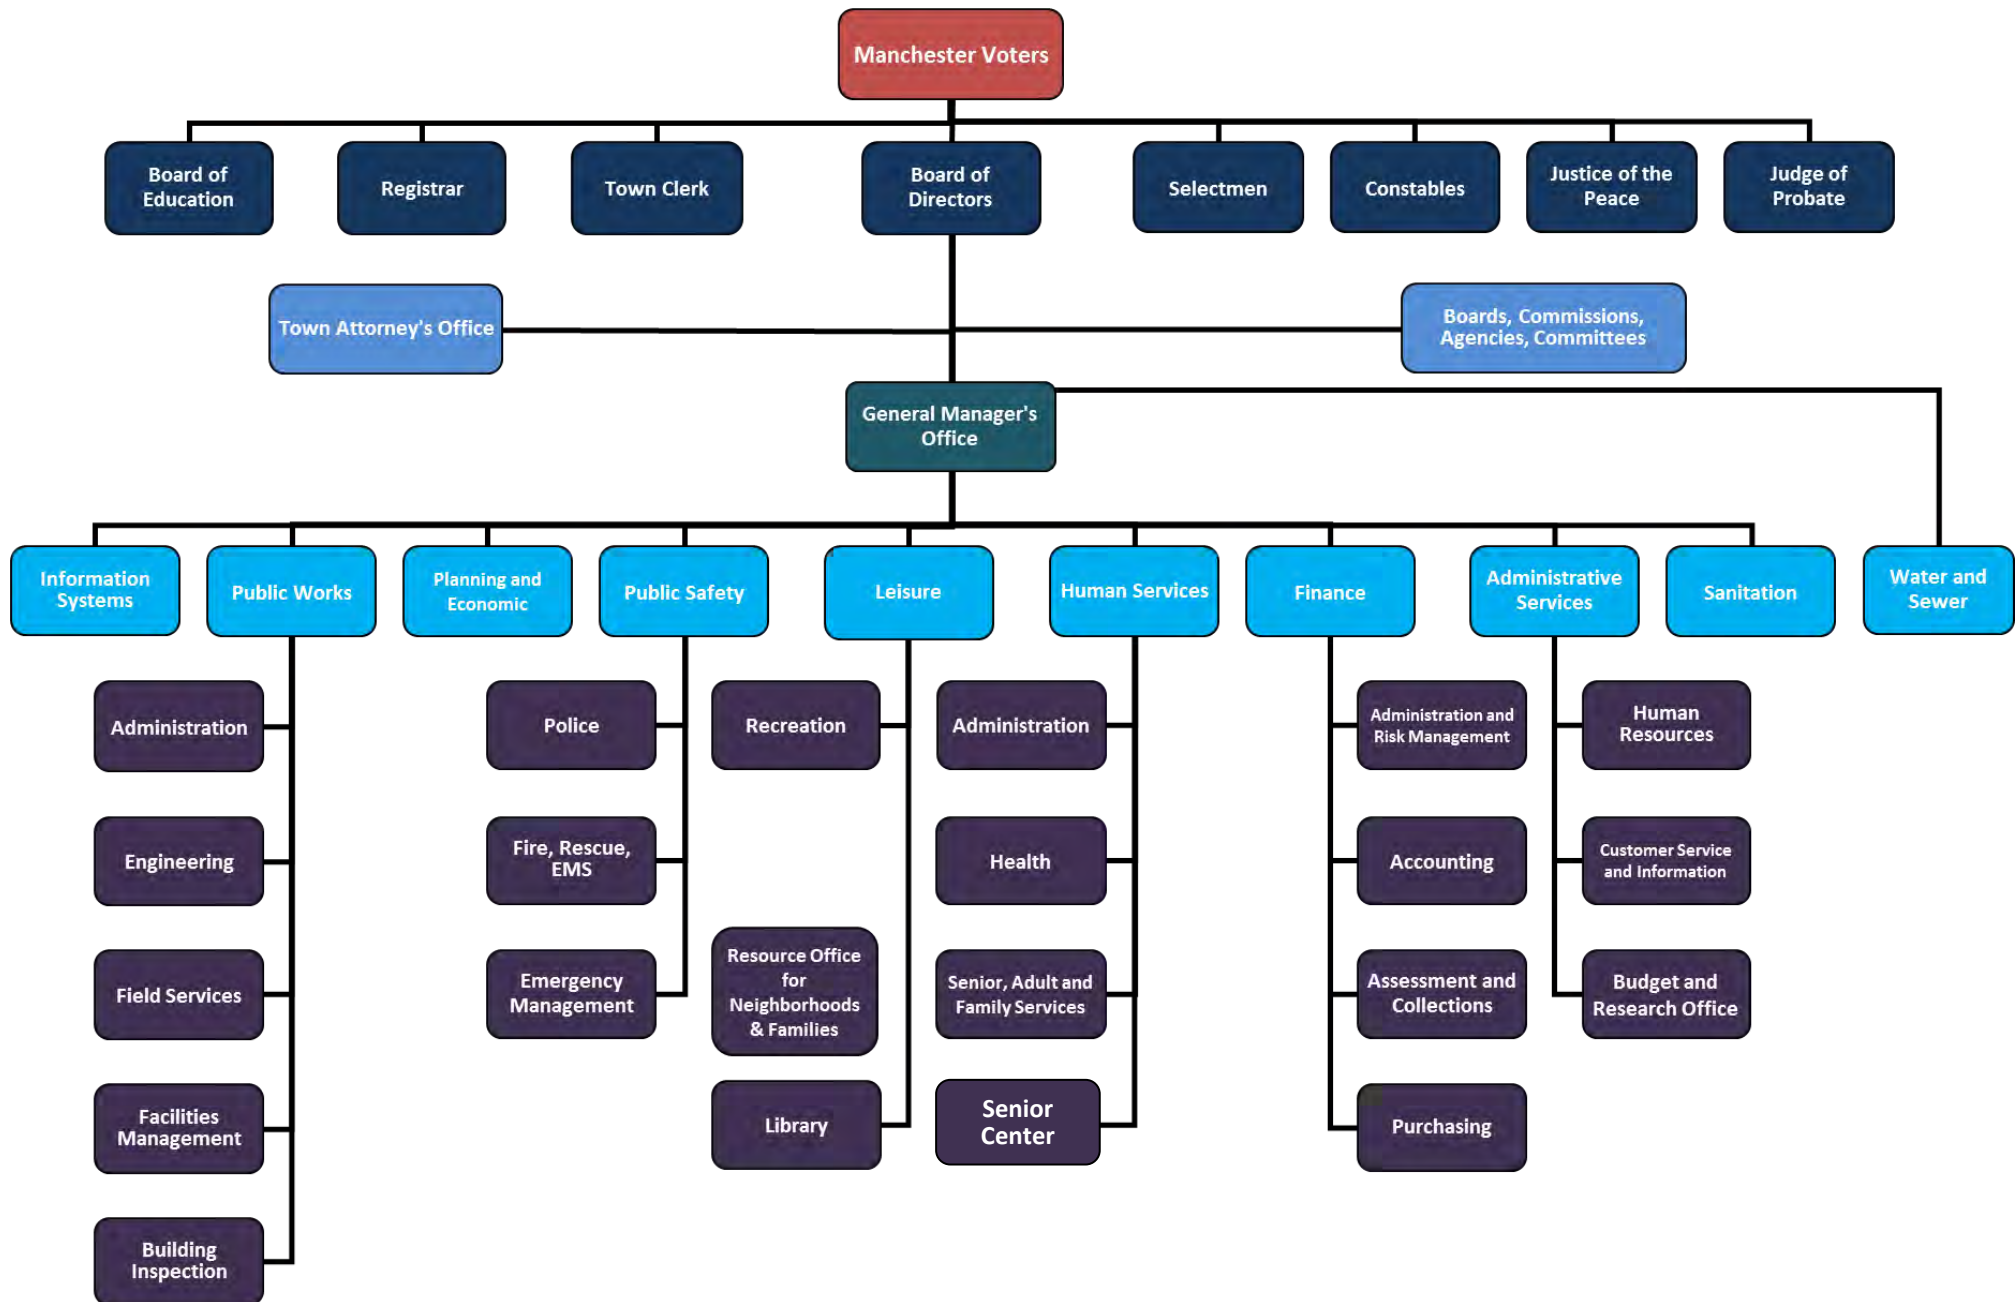 Manchester Voters
Board of
Education
Registrar
Town Clerk
Board of
Directors
Selectmen
Constables
Justice of the
Peace
Judge of
Probate
Town Attorney's Office
Boards, Commissions,
Agencies, Committees
General Manager's
Office
Information
Systems
Public Works
Planning and
Economic
Public Safety
Leisure
Human Services
Finance
Administrative
Services
Sanitation
Water and
Sewer
Administration
Engineering
Field Services
Facilities
Management
Building
Inspection
Police
Fire, Rescue,
EMS
Emergency
Management
Recreation
Resource Office
for
Neighborhoods
& Families
Library
Administration
Health
Senior, Adult and
Family Services
Senior
Center
Administration and
Risk Management
Accounting
Assessment and
Collections
Purchasing
Human
Resources
Customer Service
and Information
Budget and
Research Office